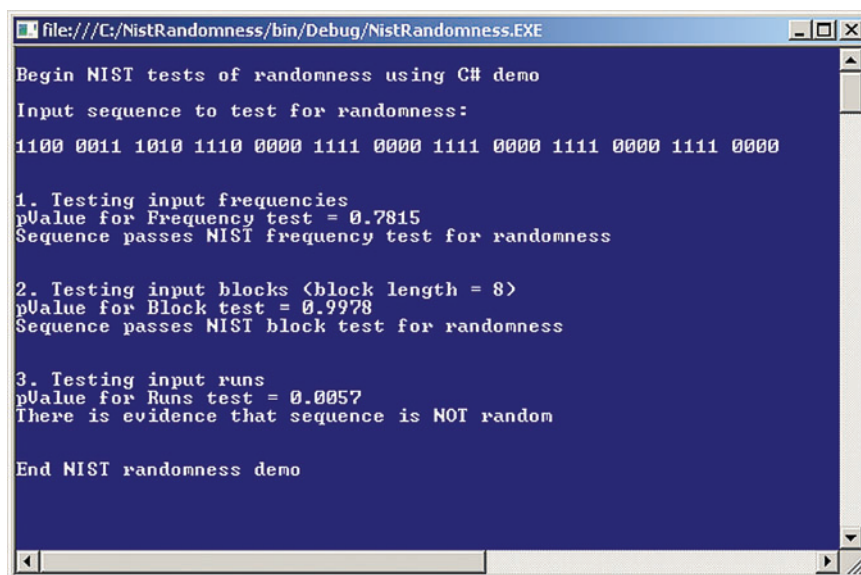 file:///C:/NistRandomness/bin/Debug/NistRandomness.EXE
Begin NIST tests of randomness using C# demo
Input sequence to test for randomness:
1100 0011 1010 1110 0000 1111 0000 1111 0000 1111 0000 1111 0000
1. Testing input frequencies
pValue for Frequency test = 0.7815
Sequence passes NIST frequency test for randomness
2. Testing input blocks (block length = 8)
pValue for Block test = 0.9978
Sequence passes NIST block test for randomness
3. Testing input runs
pValue for Runs test = 0.0057
There is evidence that sequence is NOT random
End NIST randomness demo